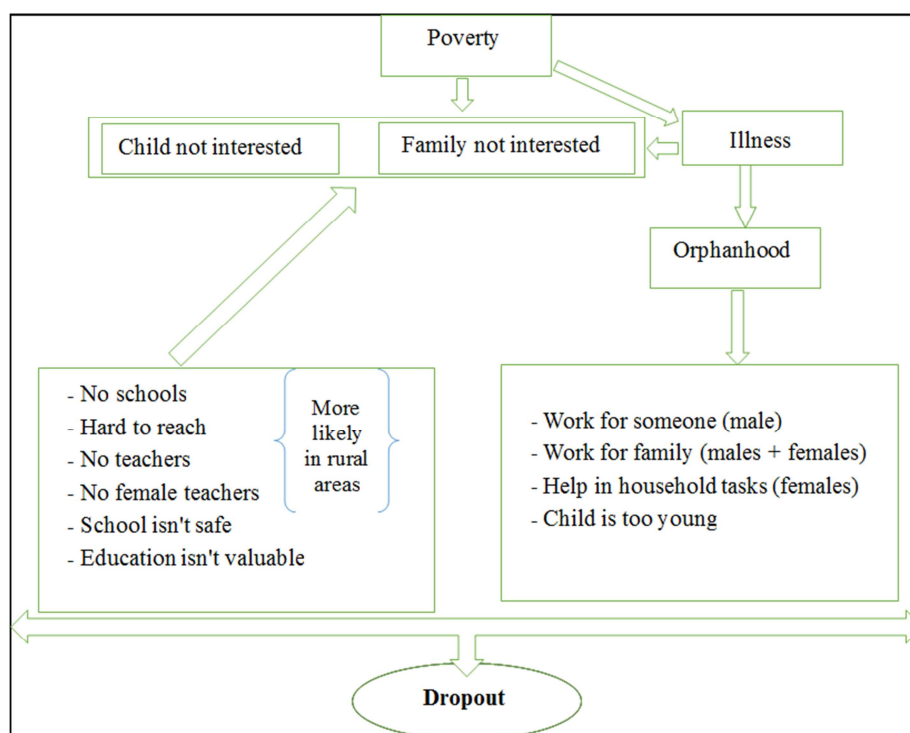 Poverty
Child not interested
Family not interested
Illness
Orphanhood
- No schools
- Hard to reach
- No teachers
- No female teachers
- School isn't safe
- Education isn't valuable
More
likely
in rural
areas
- Work for someone (male)
- Work for family (males + females)
- Help in household tasks (females)
- Child is too young
Dropout